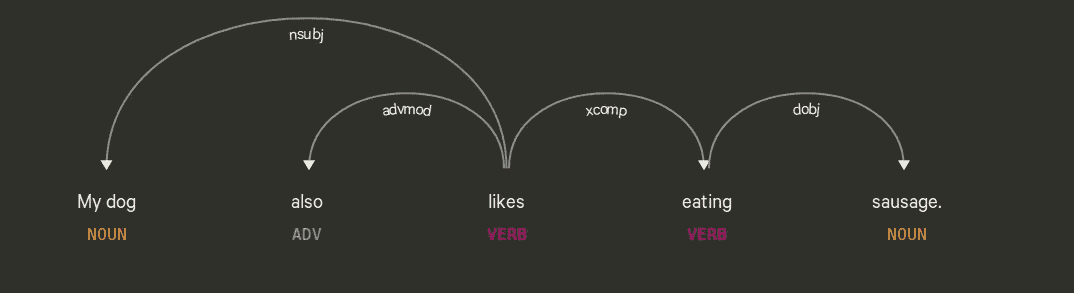 nsubj
advmod xcomp dobj
My dog also likes eating sausage.
NOUN ADV VERB VERB NOUN